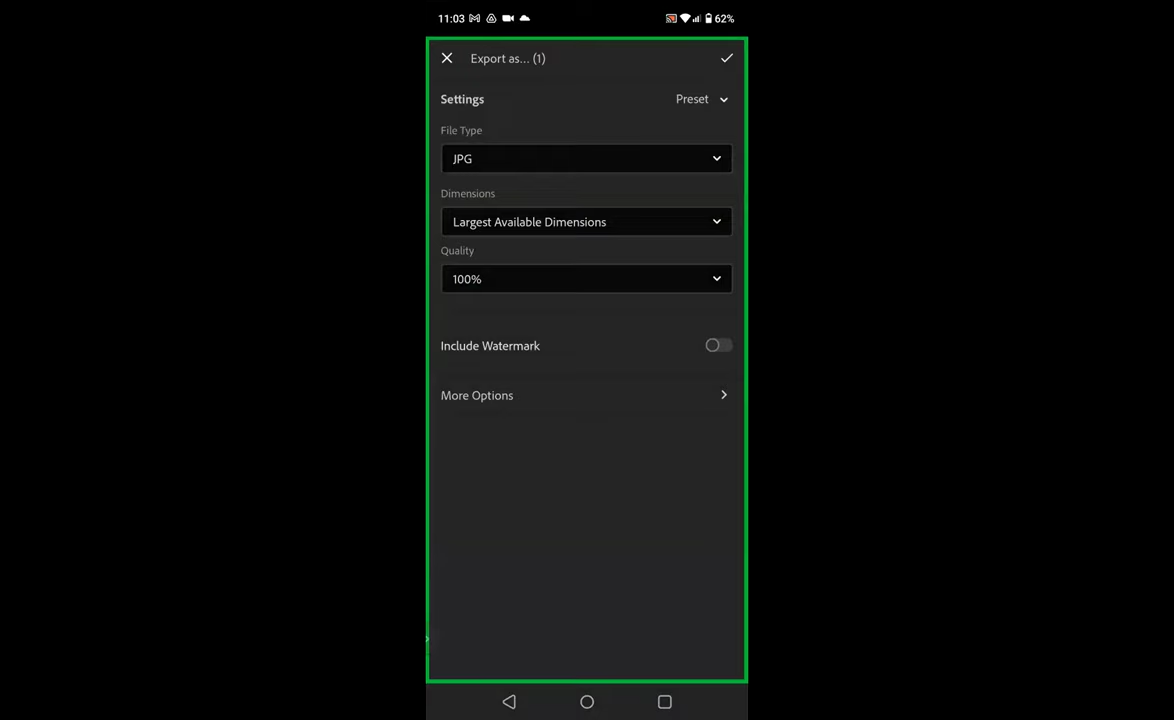 11:03
62%
Export as... (1)
Settings
Preset
File Type
JPG
Dimensions
Largest Available Dimensions
Quality
100%
Include Watermark
More Options